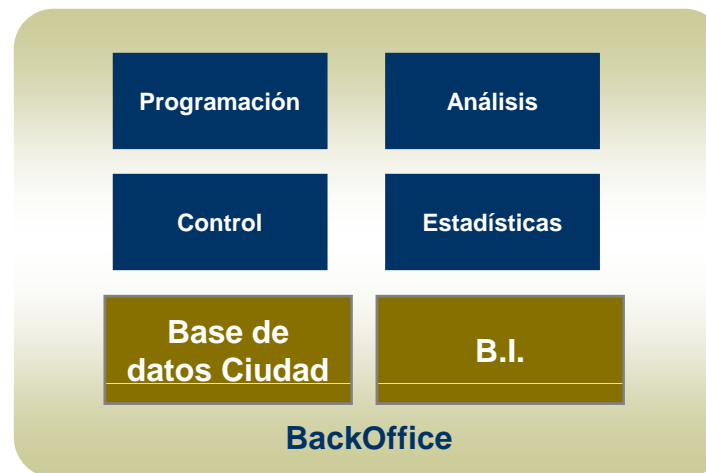 Programación
Análisis
Control
Estadísticas
Base de
datos Ciudad
B.I.
BackOffice